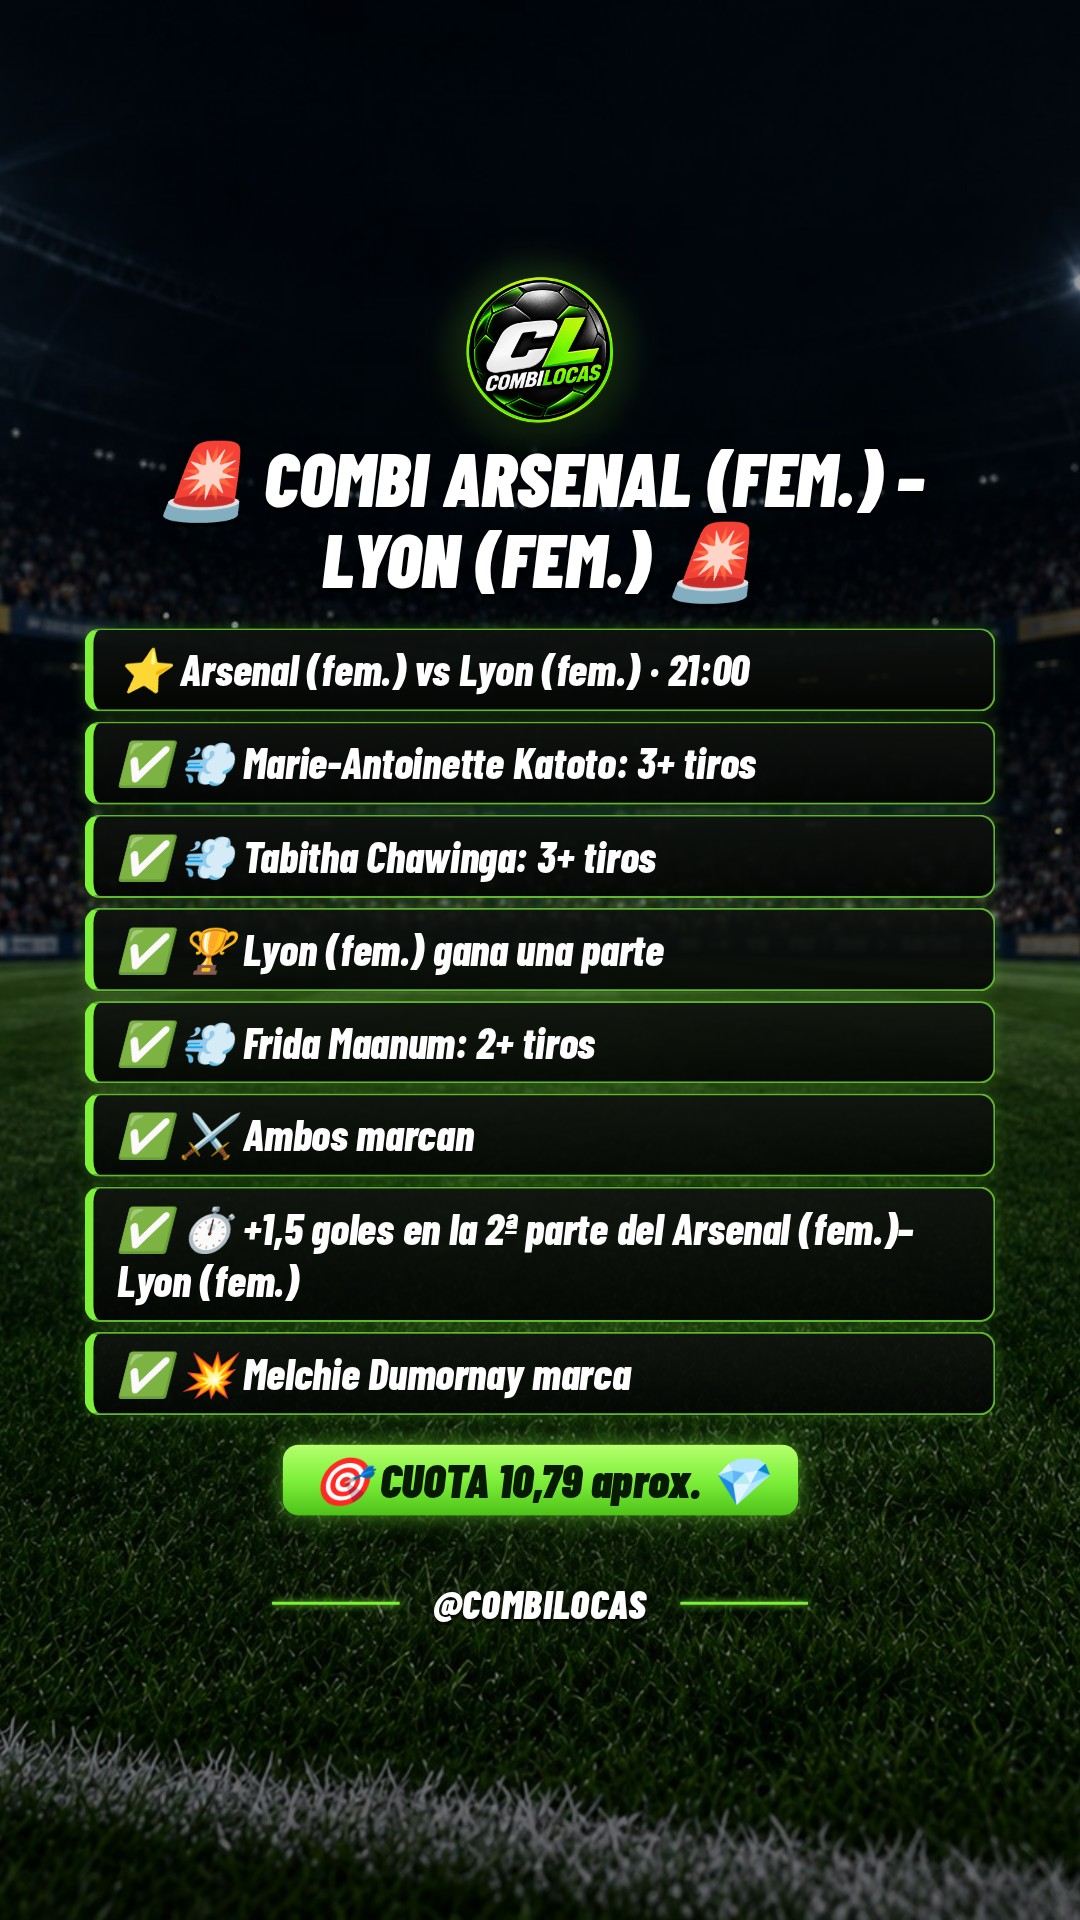 CL
COMBILOCAS
🚨 COMBI ARSENAL (FEM.) -
LYON (FEM.) 🚨
⭐ Arsenal (fem.) vs Lyon (fem.) · 21:00
✅ 💨 Marie-Antoinette Katoto: 3+ tiros
✅ 💨 Tabitha Chawinga: 3+ tiros
✅ 🏆 Lyon (fem.) gana una parte
✅ 💨 Frida Maanum: 2+ tiros
✅ ⚔️ Ambos marcan
✅ ⏱️ +1,5 goles en la 2ª parte del Arsenal (fem.)-
Lyon (fem.)
✅ 💥 Melchie Dumornay marca
🎯 CUOTA 10,79 aprox. 💎
@COMBILOCAS